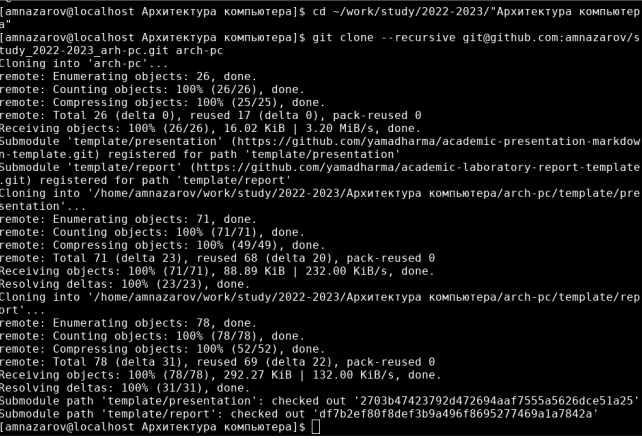 [amnazarov@localhost Архитектура компьютера]$ cd ~/work/study/2022-2023/"Архитектура компьютер
а"
[amnazarov@localhost Архитектура компьютера]$ git clone --recursive git@github.com:amnazarov/s
tudy_2022-2023_arh-pc.git arch-pc
Cloning into 'arch-pc'...
remote: Enumerating objects: 26, done.
remote: Counting objects: 100% (26/26), done.
remote: Compressing objects: 100% (25/25), done.
remote: Total 26 (delta 0), reused 17 (delta 0), pack-reused 0
Receiving objects: 100% (26/26), 16.02 KiB | 3.20 MiB/s, done.
Submodule 'template/presentation' (https://github.com/yamadharma/academic-presentation-markdow
n-template.git) registered for path 'template/presentation'
Submodule 'template/report' (https://github.com/yamadharma/academic-laboratory-report-template
.git) registered for path 'template/report'
Cloning into '/home/amnazarov/work/study/2022-2023/Архитектура компьютера/arch-pc/template/pre
sentation'...
remote: Enumerating objects: 71, done.
remote: Counting objects: 100% (71/71), done.
remote: Compressing objects: 100% (49/49), done.
remote: Total 71 (delta 23), reused 68 (delta 20), pack-reused 0
Receiving objects: 100% (71/71), 88.89 KiB | 232.00 KiB/s, done.
Resolving deltas: 100% (23/23), done.
Cloning into '/home/amnazarov/work/study/2022-2023/Архитектура компьютера/arch-pc/template/rep
ort'...
remote: Enumerating objects: 78, done.
remote: Counting objects: 100% (78/78), done.
remote: Compressing objects: 100% (52/52), done.
remote: Total 78 (delta 31), reused 69 (delta 22), pack-reused 0
Receiving objects: 100% (78/78), 292.27 KiB | 132.00 KiB/s, done.
Resolving deltas: 100% (31/31), done.
Submodule path 'template/presentation': checked out '2703b47423792d472694aaf7555a5626dce51a25'
Submodule path 'template/report': checked out 'df7b2ef80f8def3b9a496f8695277469a1a7842a'
[amnazarov@localhost Архитектура компьютера]$